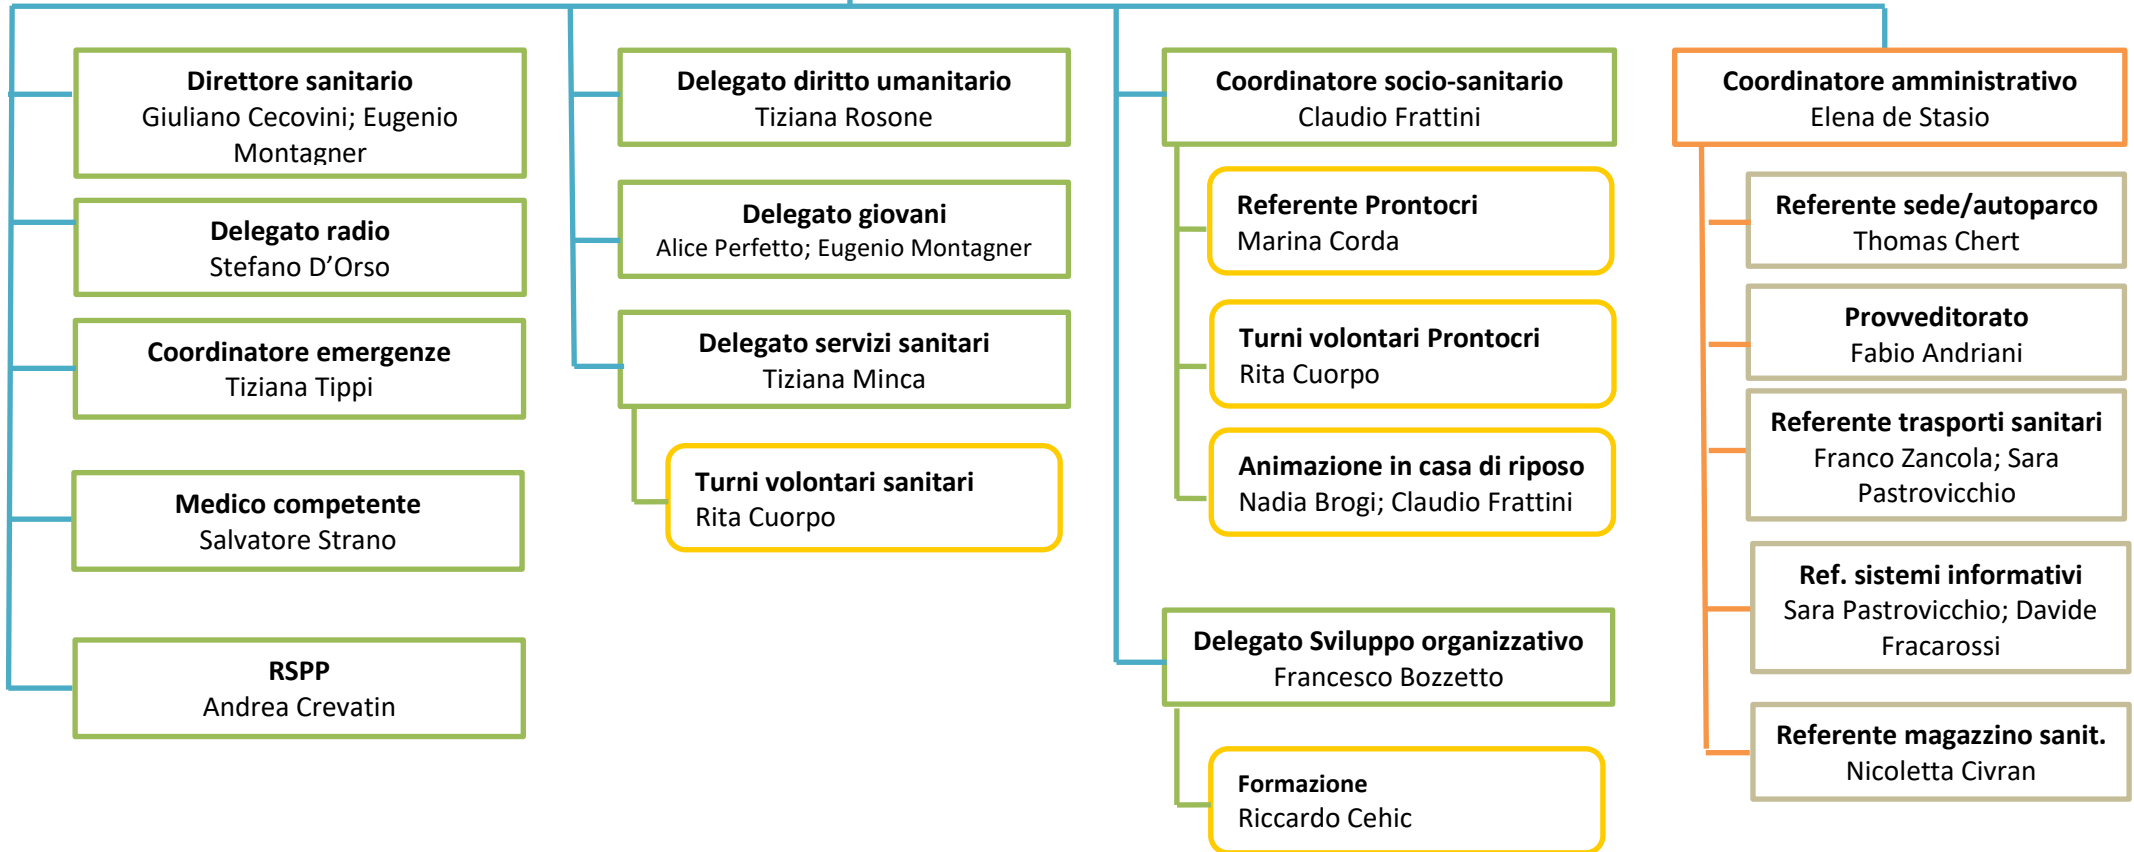 Direttore sanitario
Giuliano Cecovini; Eugenio
Montagner
Delegato radio
Stefano D’Orso
Coordinatore emergenze
Tiziana Tippi
Medico competente
Salvatore Strano
RSPP
Andrea Crevatin
Delegato diritto umanitario
Tiziana Rosone
Delegato giovani
Alice Perfetto; Eugenio Montagner
Delegato servizi sanitari
Tiziana Minca
Turni volontari sanitari
Rita Cuorpo
Coordinatore socio-sanitario
Claudio Frattini
Referente Prontocri
Marina Corda
Turni volontari Prontocri
Rita Cuorpo
Animazione in casa di riposo
Nadia Brogi; Claudio Frattini
Delegato Sviluppo organizzativo
Francesco Bozzetto
Formazione
Riccardo Cehic
Coordinatore amministrativo
Elena de Stasio
Referente sede/autoparco
Thomas Chert
Provveditorato
Fabio Andriani
Referente trasporti sanitari
Franco Zancola; Sara
Pastrovicchio
Ref. sistemi informativi
Sara Pastrovicchio; Davide
Fracarossi
Referente magazzino sanit.
Nicoletta Civran